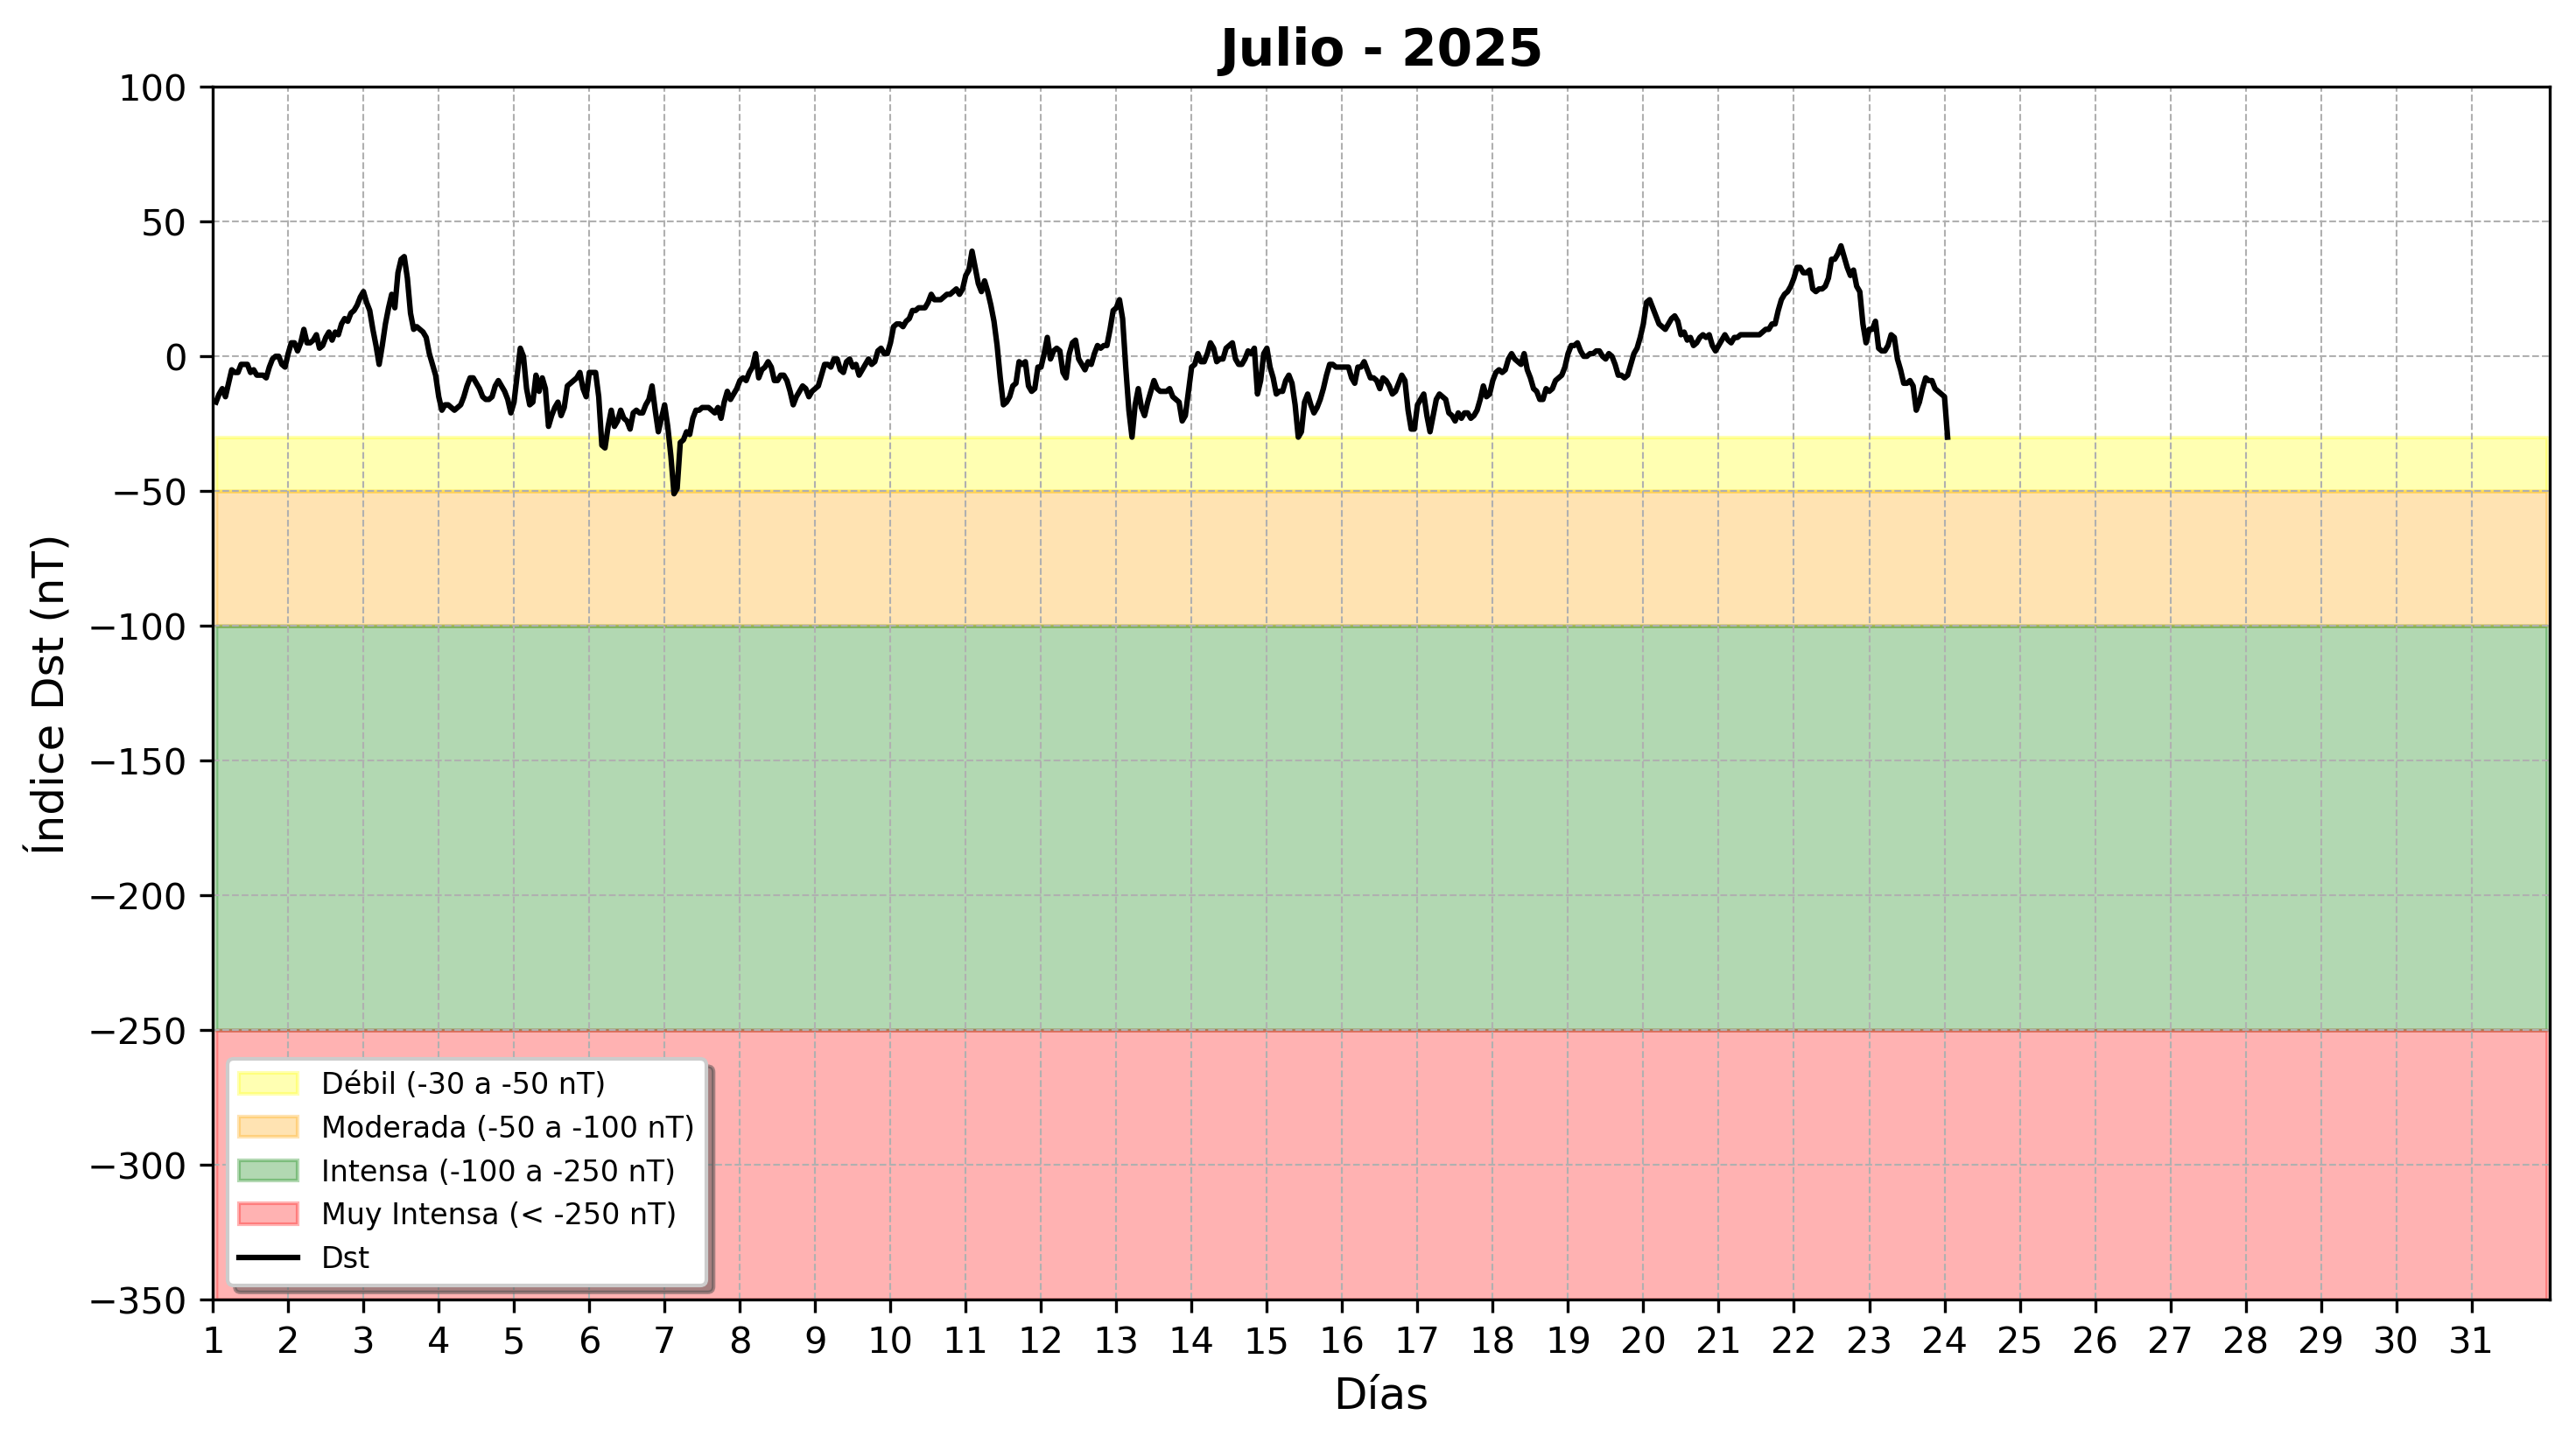 Julio - 2025
100
50
0
−50
−100
−150
−200
−250
−300
−350
Índice Dst (nT)
Débil (-30 a -50 nT)
Moderada (-50 a -100 nT)
Intensa (-100 a -250 nT)
Muy Intensa (< -250 nT)
Dst
1 2 3 4 5 6 7 8 9 10 11 12 13 14 15 16 17 18 19 20 21 22 23 24 25 26 27 28 29 30 31
Días